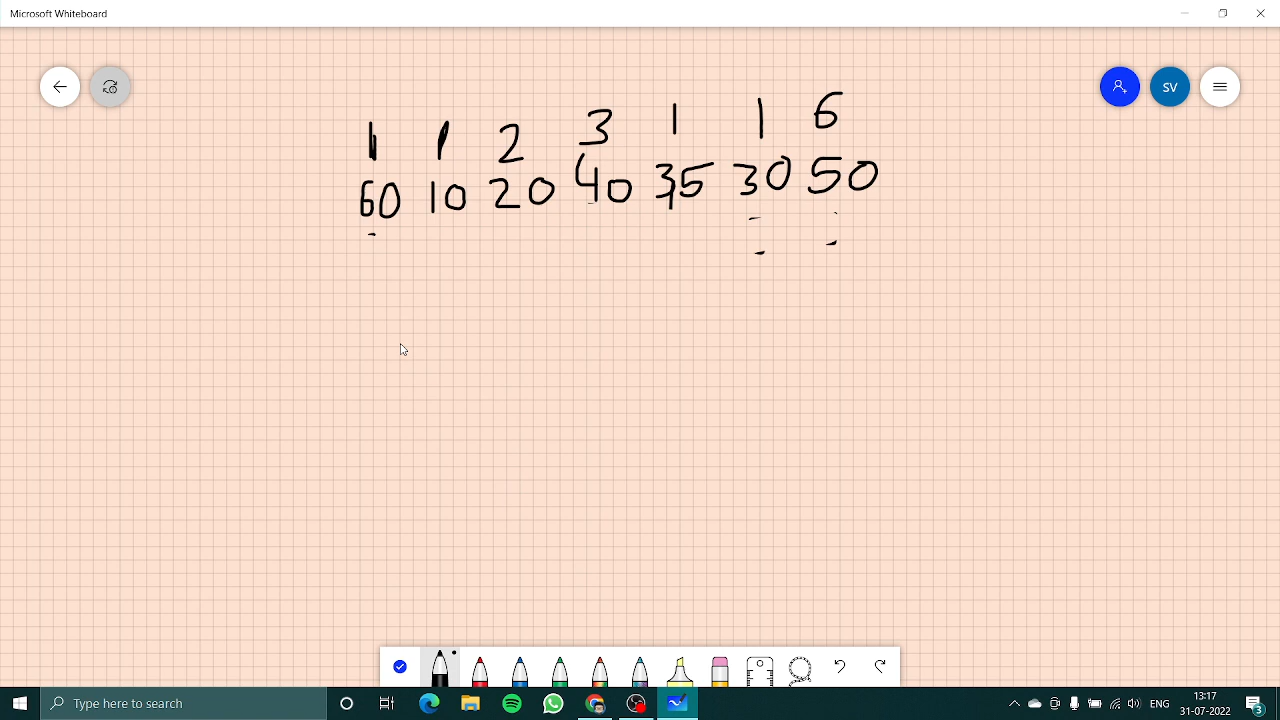 Microsoft Whiteboard
SV
1 1 2 3 1 1 6
60 10 20 40 35 30 50
Type here to search
ENG
13:17
31-07-2022
3